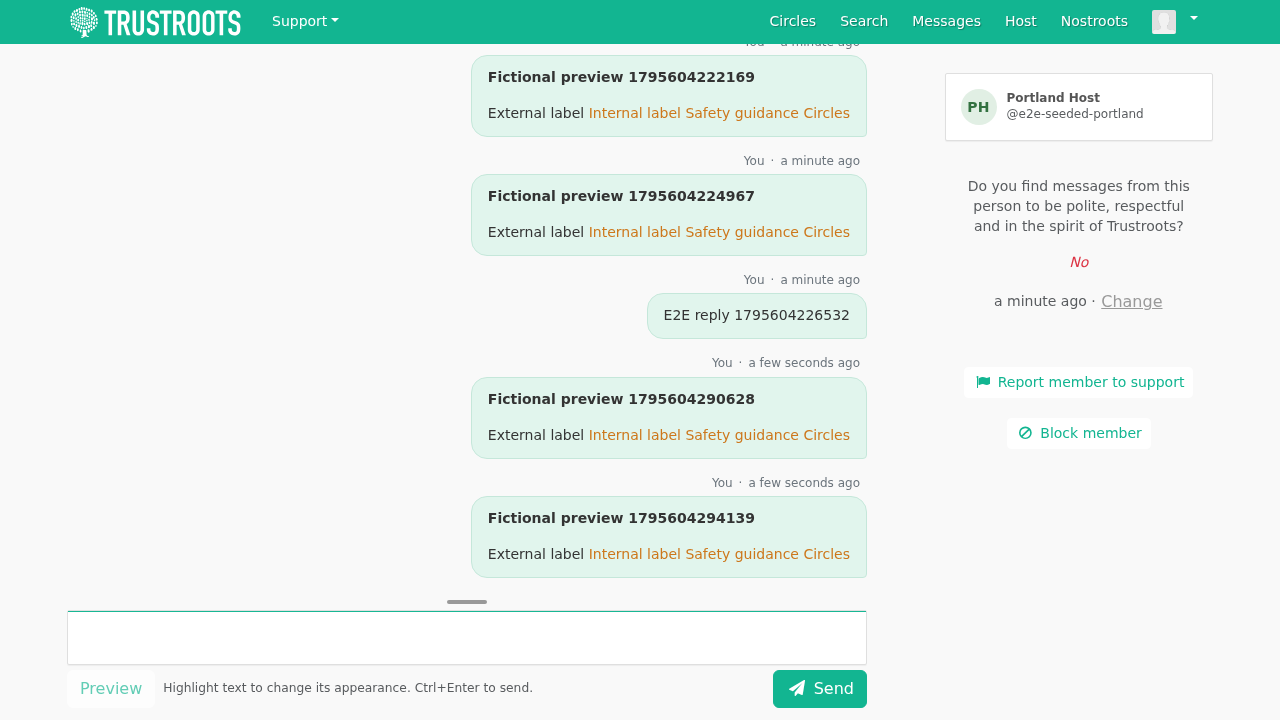 TRUSTROOTS
Support
Circles
Search
Messages
Host
Nostroots
You · a minute ago
Fictional preview 1795604222169
External label Internal label Safety guidance Circles
You · a minute ago
Fictional preview 1795604224967
External label Internal label Safety guidance Circles
You · a minute ago
E2E reply 1795604226532
You · a few seconds ago
Fictional preview 1795604290628
External label Internal label Safety guidance Circles
You · a few seconds ago
Fictional preview 1795604294139
External label Internal label Safety guidance Circles
Preview
Highlight text to change its appearance. Ctrl+Enter to send.
Send
PH
Portland Host
@e2e-seeded-portland
Do you find messages from this
person to be polite, respectful
and in the spirit of Trustroots?
No
a minute ago · Change
Report member to support
Block member